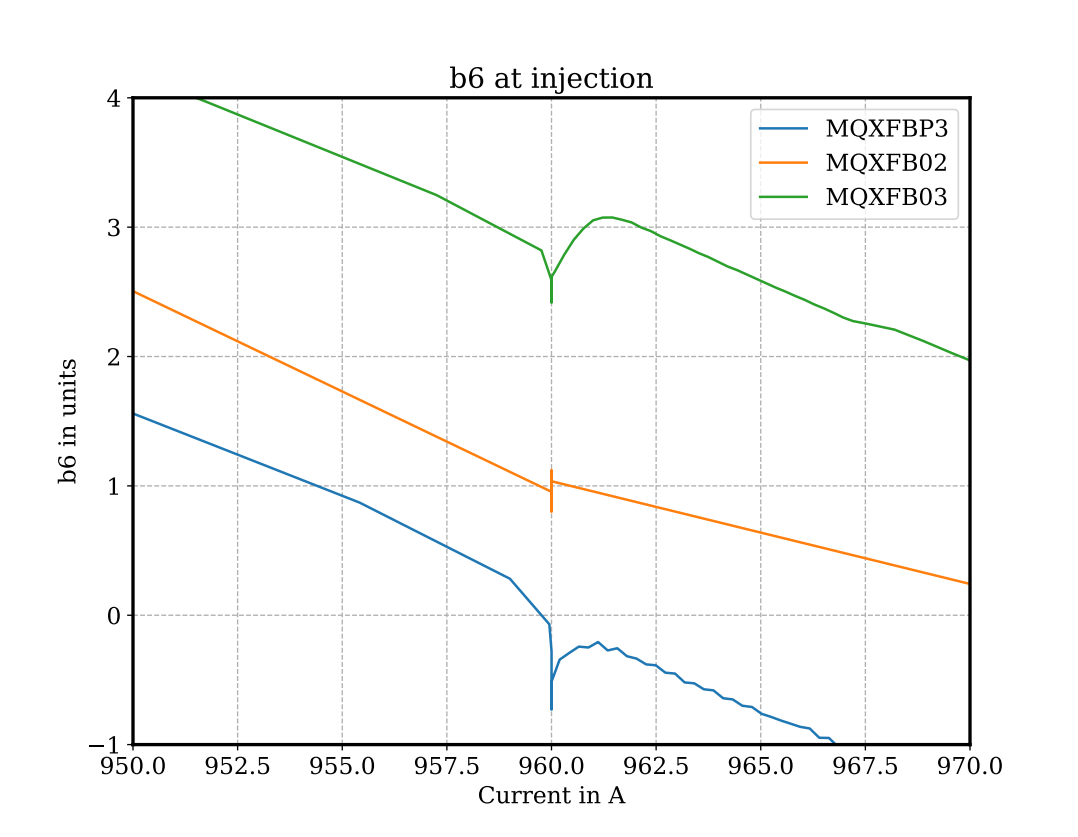 b6 at injection
MQXFBP3
MQXFB02
MQXFB03
b6 in units
4
3
2
1
0
−1
950.0 952.5 955.0 957.5 960.0 962.5 965.0 967.5 970.0
Current in A